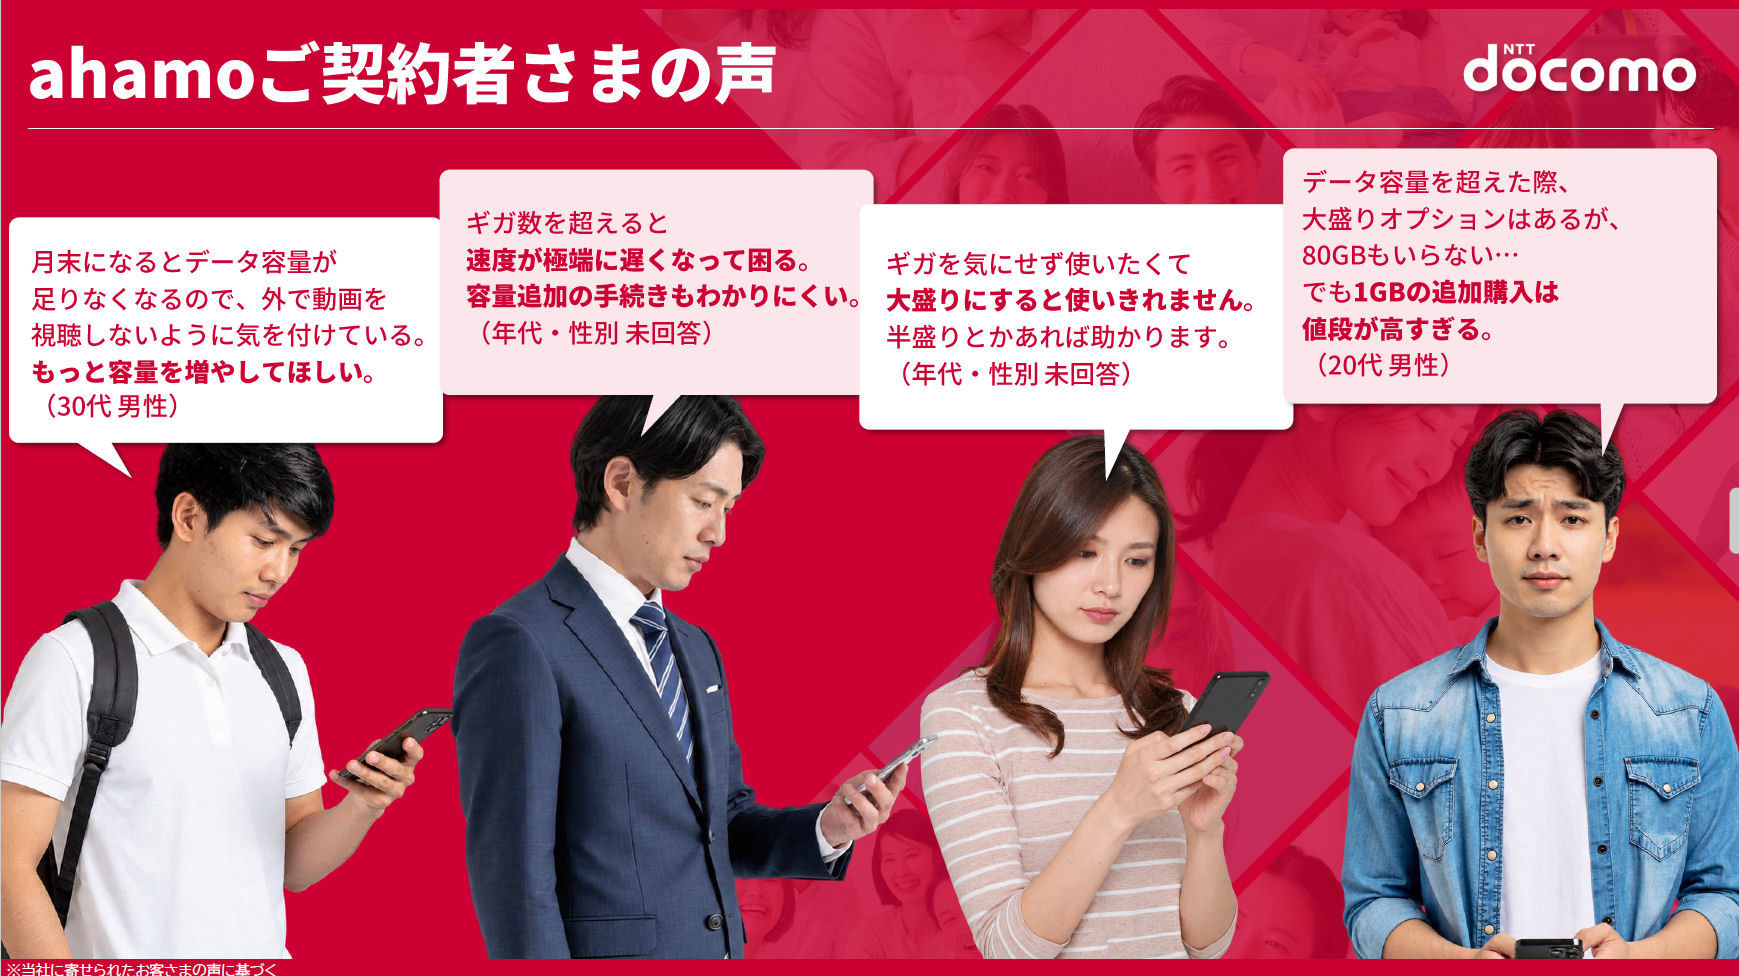 ahamoご契約者さまの声
NTT
docomo
月末になるとデータ容量が
足りなくなるので、外で動画を
視聴しないように気を付けている。
もっと容量を増やしてほしい。
（30代 男性）
ギガ数を超えると
速度が極端に遅くなって困る。
容量追加の手続きもわかりにくい。
（年代・性別 未回答）
ギガを気にせず使いたくて
大盛りにすると使いきれません。
半盛りとかあれば助かります。
（年代・性別 未回答）
データ容量を超えた際、
大盛りオプションはあるが、
80GBもいらない…
でも1GBの追加購入は
値段が高すぎる。
（20代 男性）
※当社に寄せられたお客さまの声に基づく